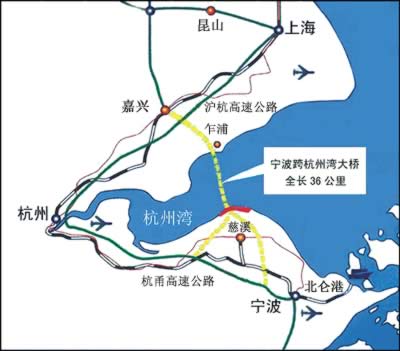 昆山
上海
嘉兴
沪杭高速公路
乍浦
宁波跨杭州湾大桥
全长36公里
杭州
杭州湾
慈溪
杭甬高速公路
北仑港
宁波